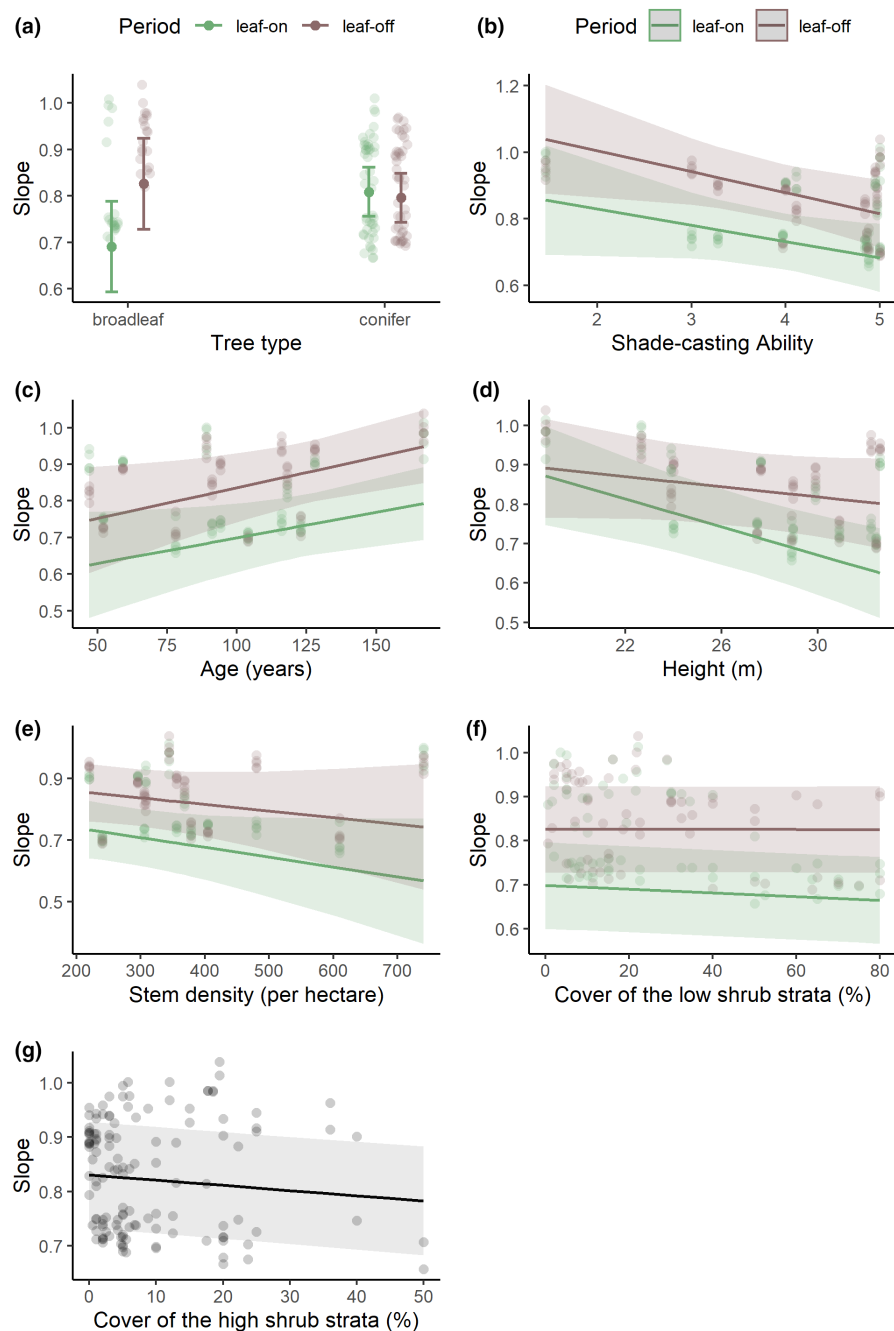 (a) Period leaf-on leaf-off
1.0
0.9
0.8
0.7
0.6
Slope
broadleaf conifer
Tree type
(b) Period leaf-on leaf-off
1.2
1.0
0.8
0.6
Slope
2 3 4 5
Shade-casting Ability
(c)
1.0
0.9
0.8
0.7
0.6
0.5
Slope
50 75 100 125 150
Age (years)
(d)
1.0
0.9
0.8
0.7
0.6
0.5
Slope
22 26 30
Height (m)
(e)
0.9
0.7
0.5
Slope
200 300 400 500 600 700
Stem density (per hectare)
(f)
1.0
0.9
0.8
0.7
0.6
Slope
0 20 40 60 80
Cover of the low shrub strata (%)
(g)
1.0
0.9
0.8
0.7
Slope
0 10 20 30 40 50
Cover of the high shrub strata (%)